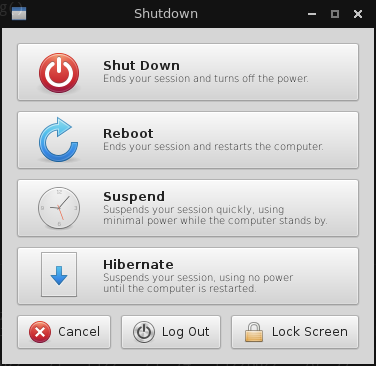 Shutdown
Shut Down
Ends your session and turns off the power.
Reboot
Ends your session and restarts the computer.
Suspend
Suspends your session quickly, using
minimal power while the computer stands by.
Hibernate
Suspends your session, using no power
until the computer is restarted.
Cancel
Log Out
Lock Screen